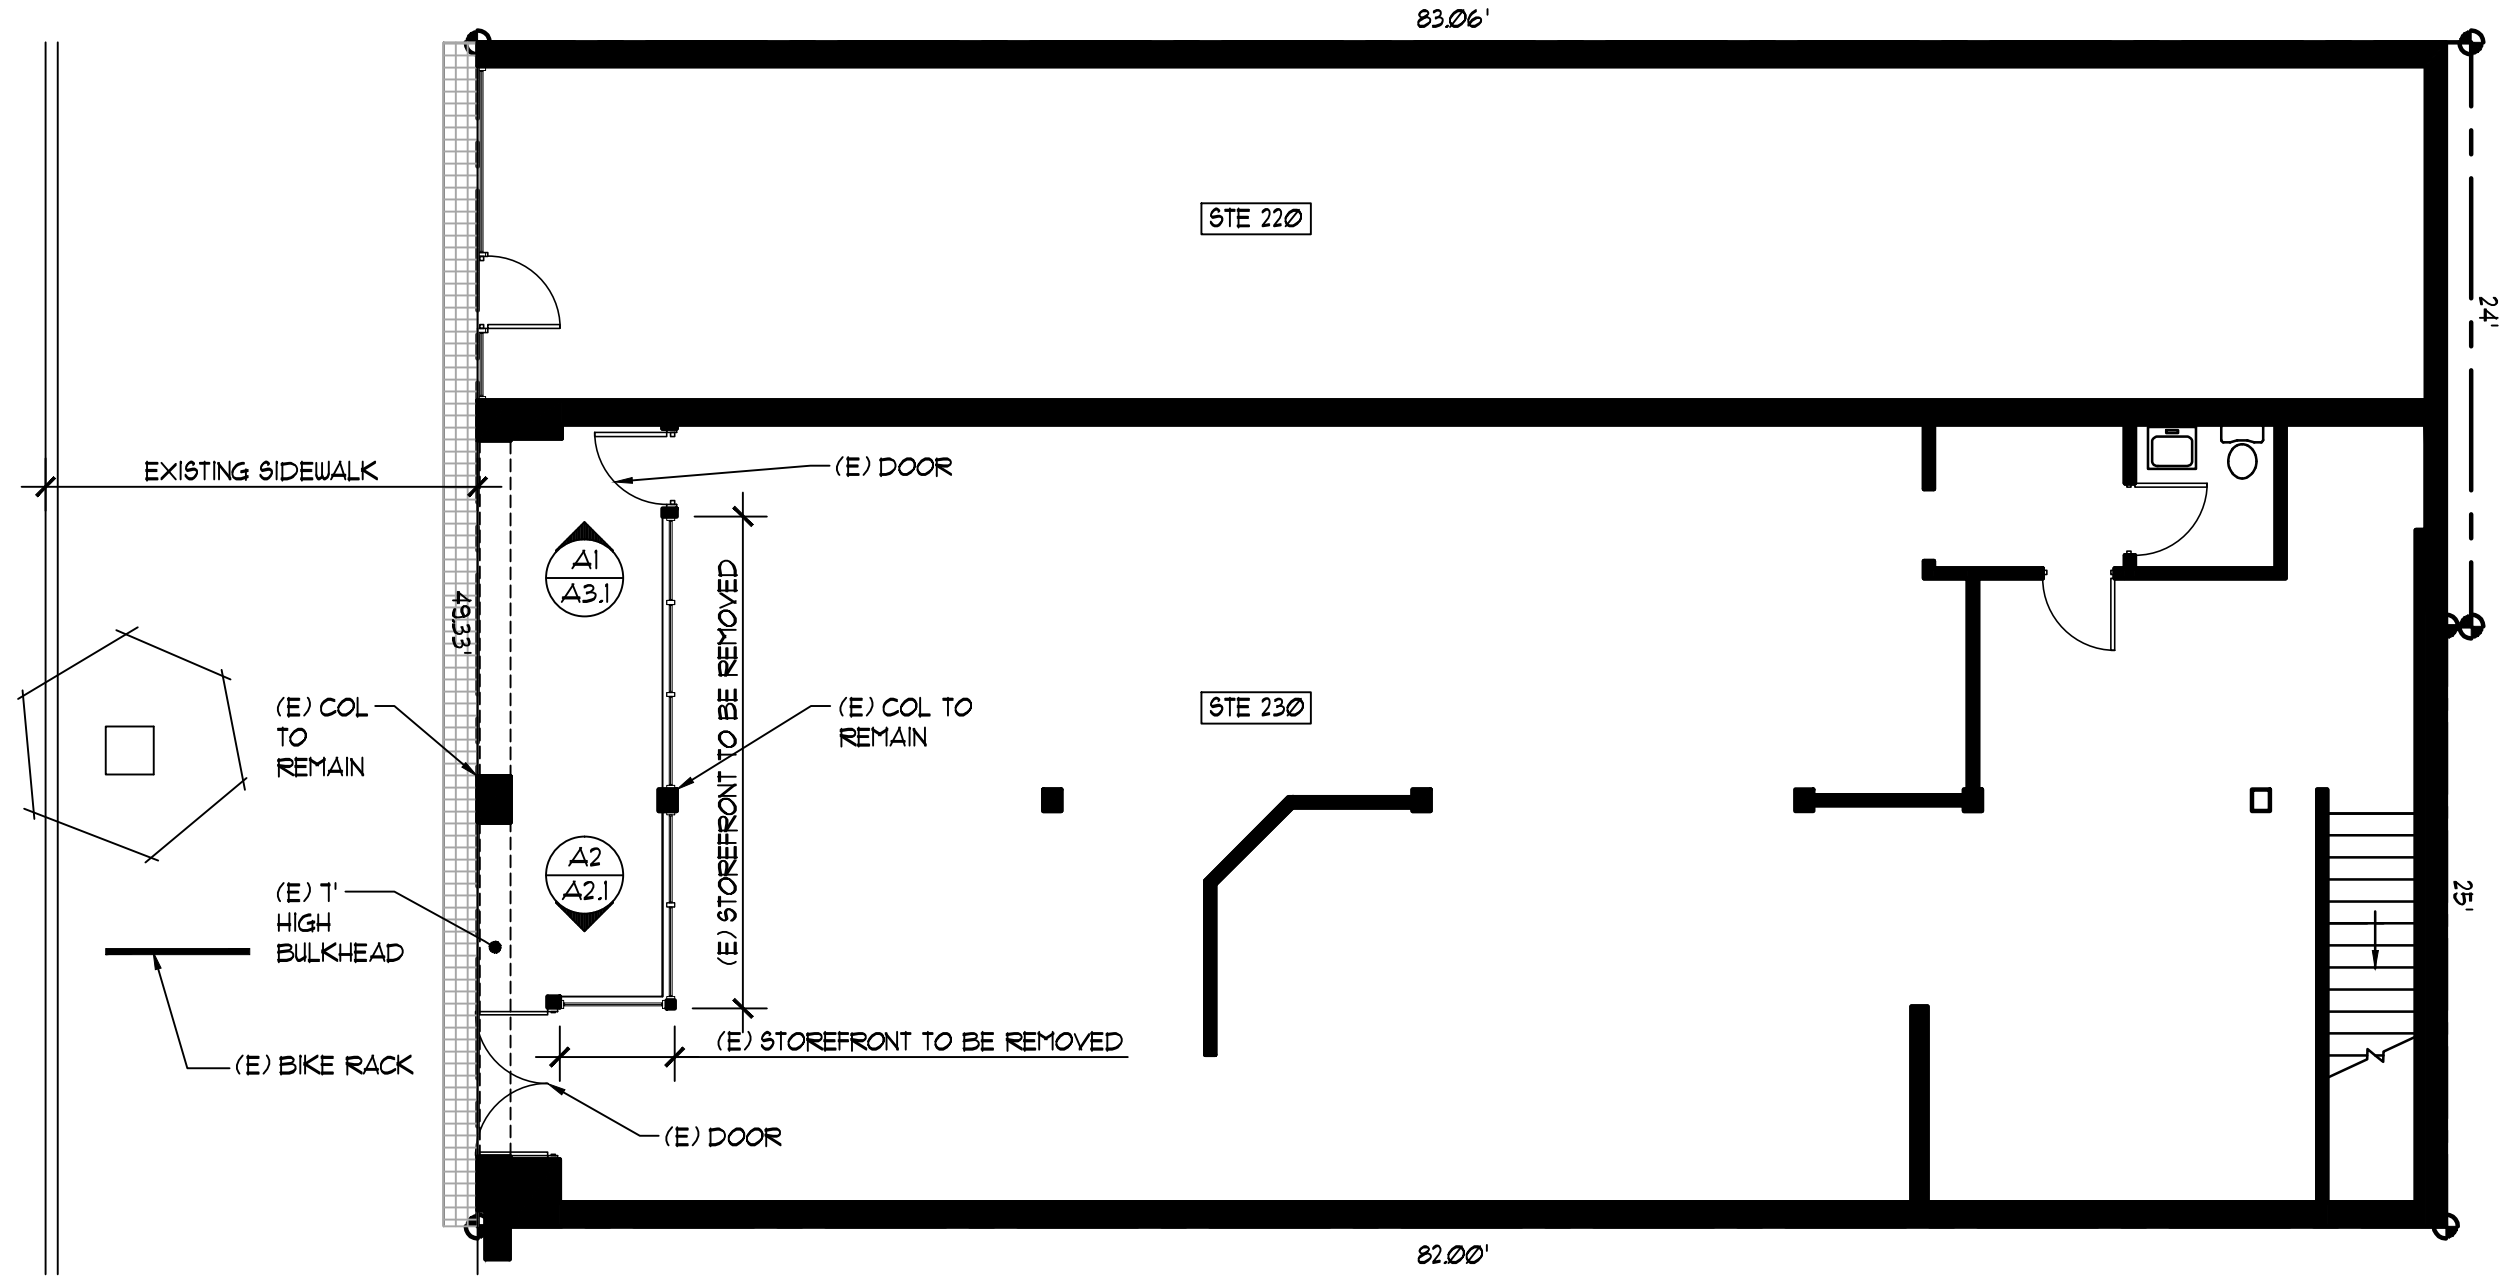 83.06'
STE 220
24'
EXISTING SIDEWALK
(E) DOOR
A1
A3.1
49.33'
(E) STOREFRONT TO BE REMOVED
(E) COL
TO
REMAIN
(E) COL TO
REMAIN
STE 230
A2
A2.1
(E) T'
HIGH
BULKHEAD
25'
(E) BIKE RACK
(E) STOREFRONT TO BE REMOVED
(E) DOOR
82.00'